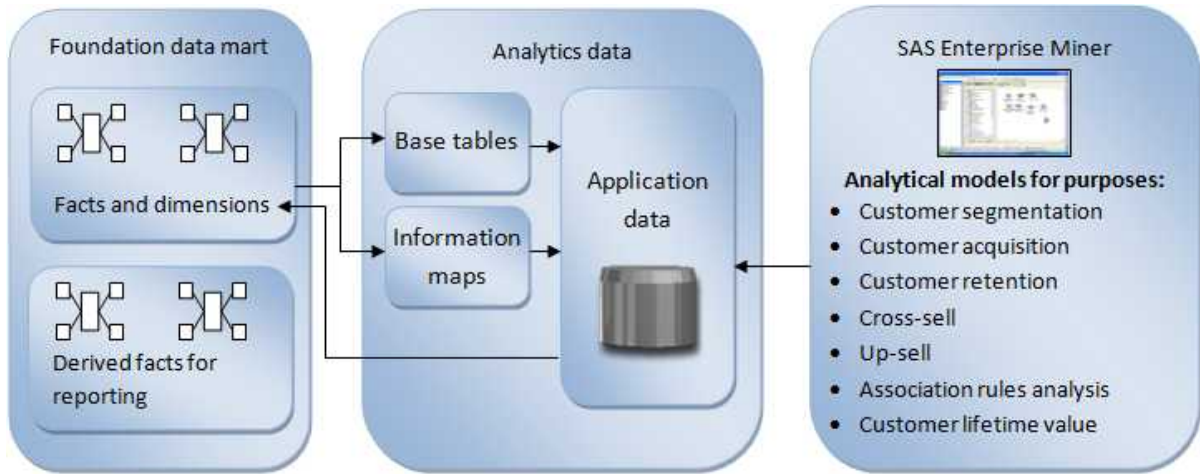 Foundation data mart
Facts and dimensions
Derived facts for
reporting
Analytics data
Base tables
Information
maps
Application
data
SAS Enterprise Miner
Analytical models for purposes:
• Customer segmentation
• Customer acquisition
• Customer retention
• Cross-sell
• Up-sell
• Association rules analysis
• Customer lifetime value